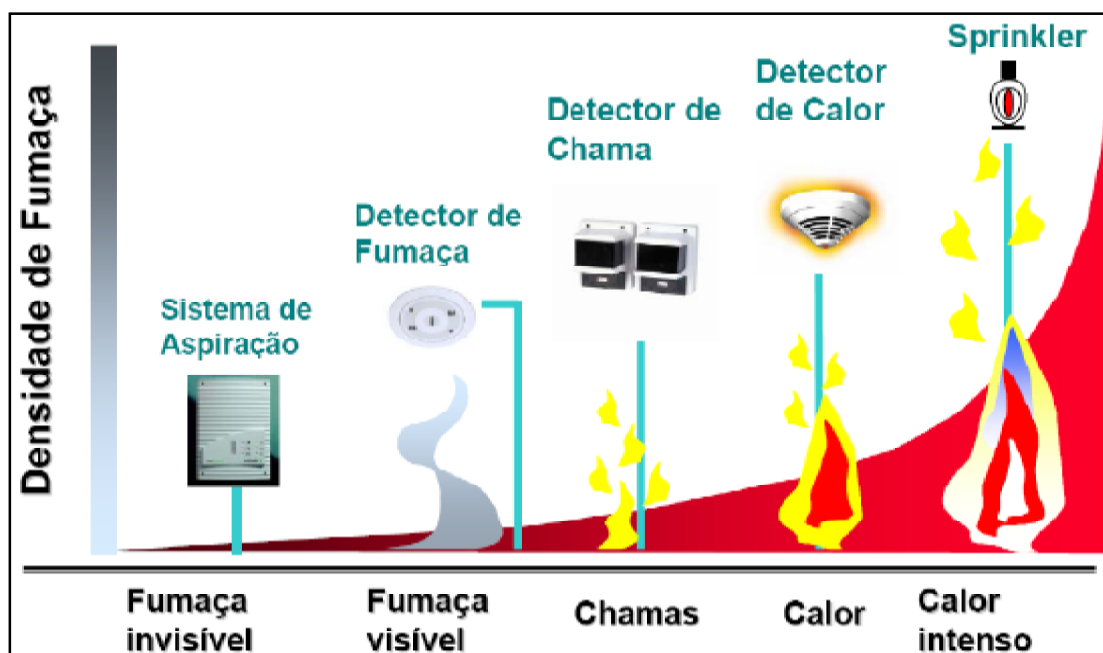 Densidade de Fumaça
Sistema de
Aspiração
Detector de
Fumaça
Detector de
Chama
Detector
de Calor
Sprinkler
Fumaça
invisível
Fumaça
visível
Chamas
Calor
Calor
intenso